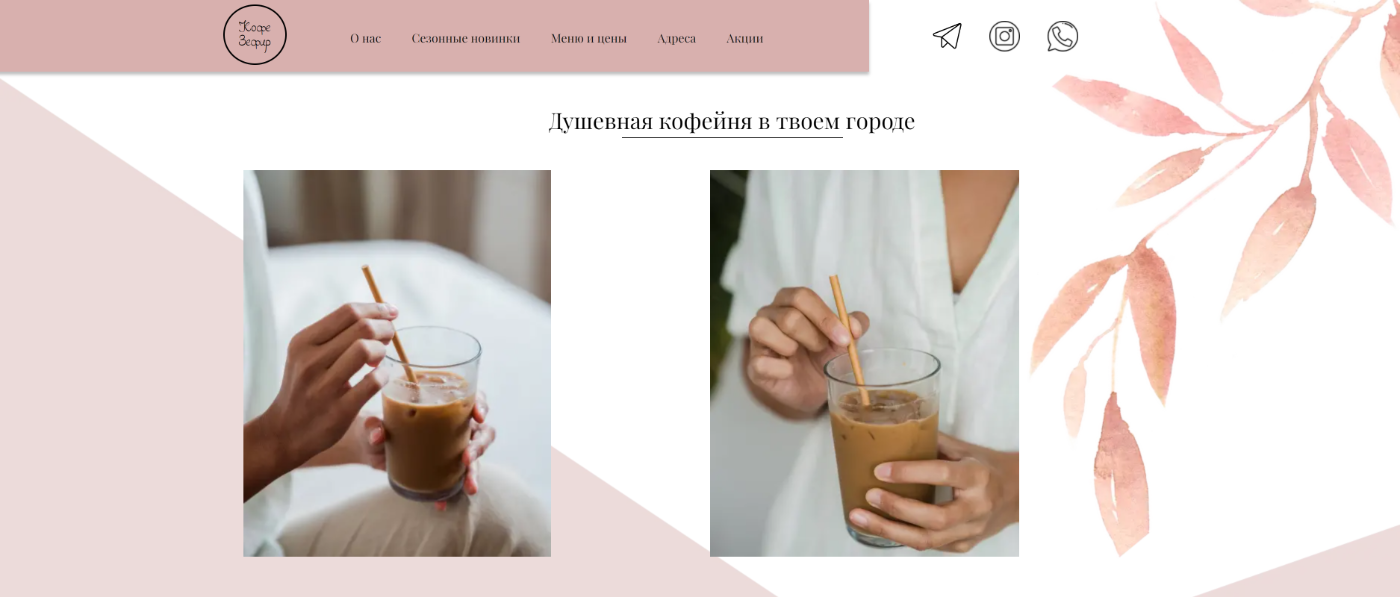 Кофе
Зефир
О нас
Сезонные новинки
Меню и цены
Адреса
Акции
Душевная кофейня в твоем городе